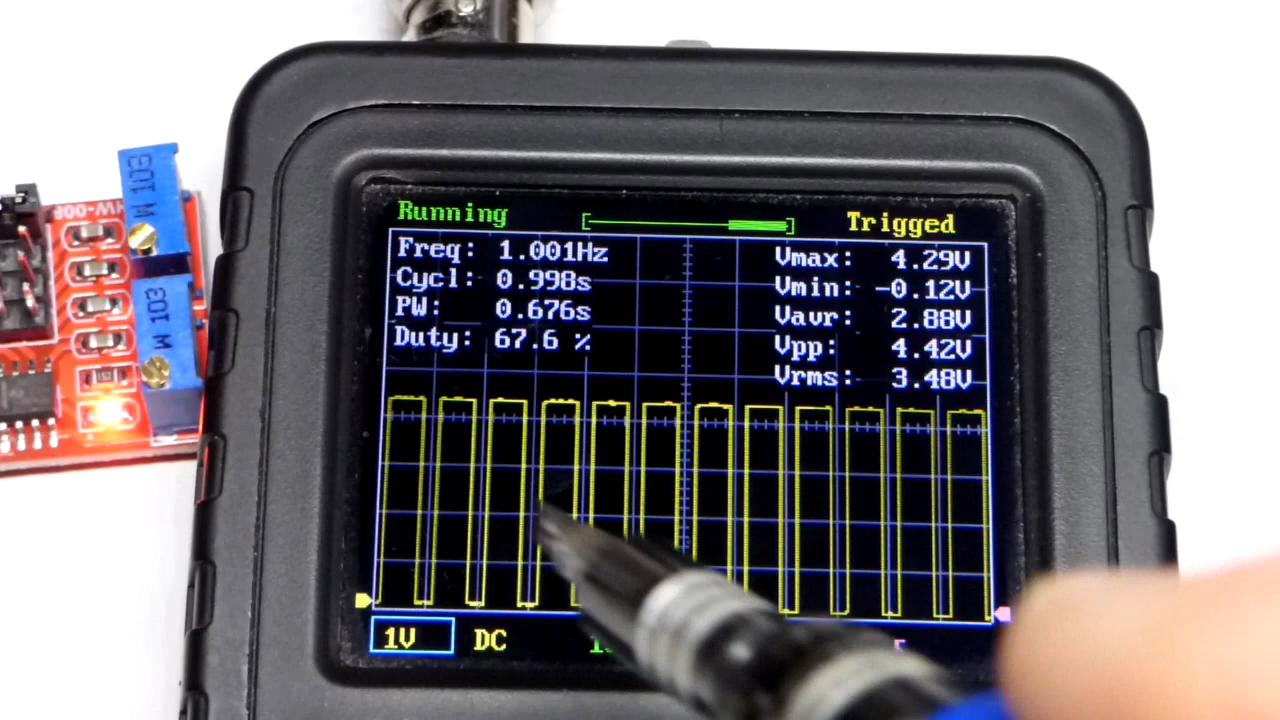 Running
Trigged
Freq: 1.001Hz
Cycl: 0.998s
PW: 0.676s
Duty: 67.6 %
Vmax: 4.29V
Vmin: -0.12V
Vavr: 2.88V
Vpp: 4.42V
Vrms: 3.48V
1V
DC
W 103
W 103